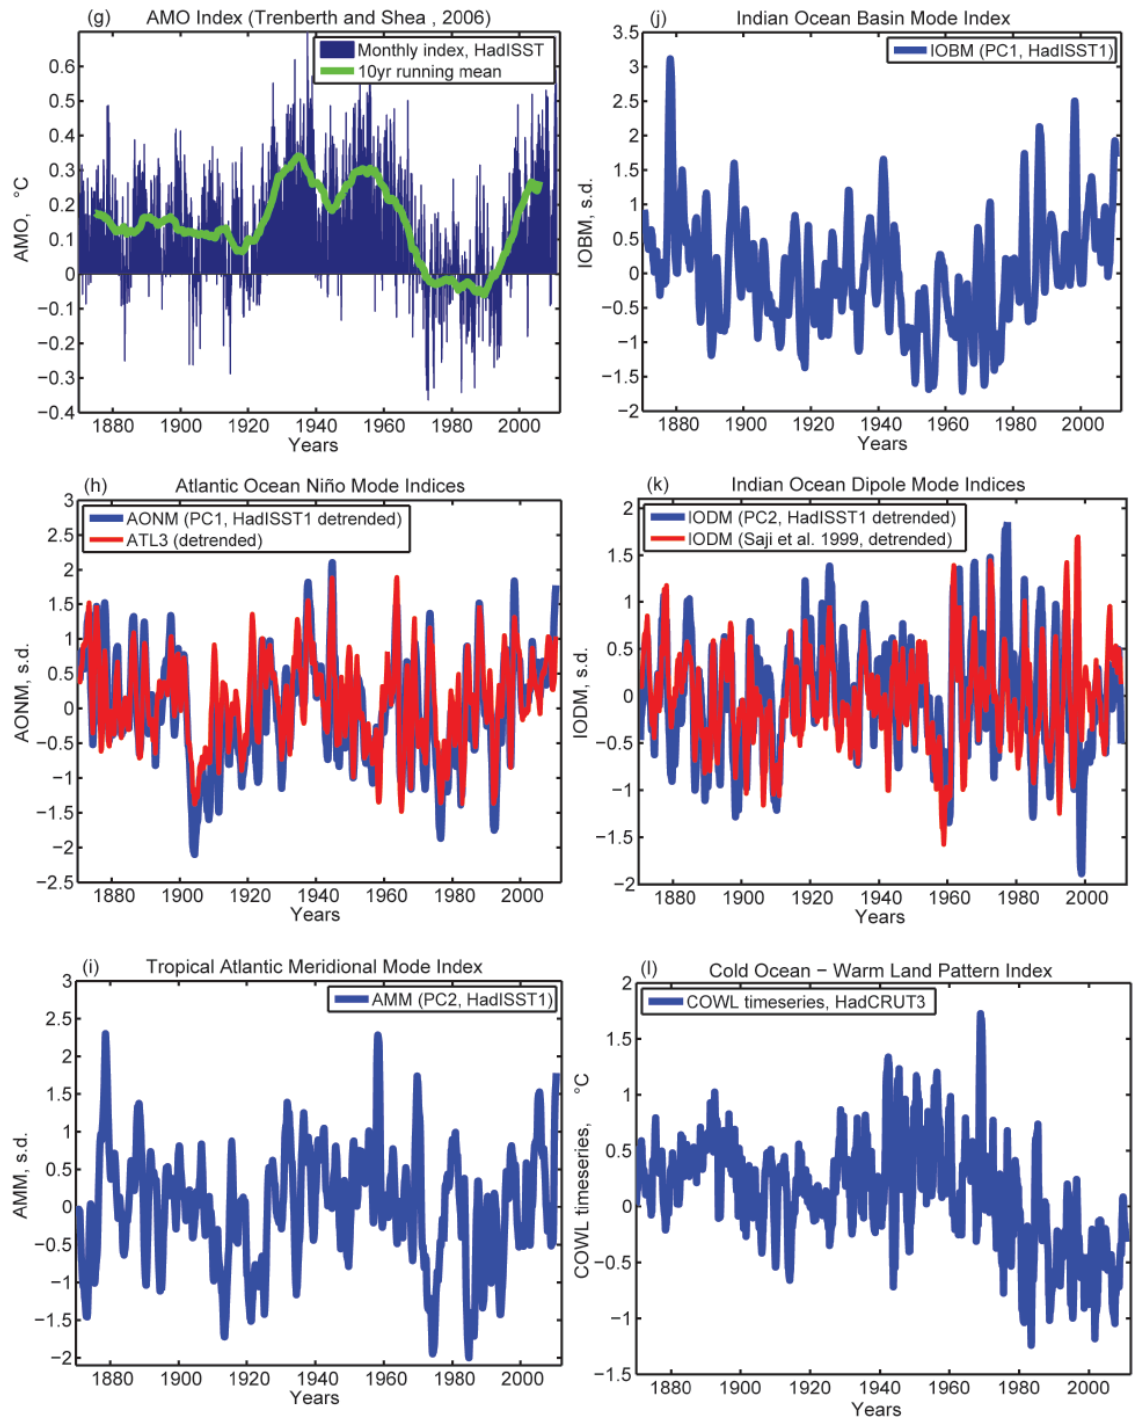 (g) AMO Index (Trenberth and Shea , 2006)
Monthly index, HadISST
10yr running mean
AMO, °C
0.6
0.5
0.4
0.3
0.2
0.1
0
−0.1
−0.2
−0.3
−0.4
1880 1900 1920 1940 1960 1980 2000
Years
(j) Indian Ocean Basin Mode Index
IOBM (PC1, HadISST1)
IOBM, s.d.
3.5
3
2.5
2
1.5
1
0.5
0
−0.5
−1
−1.5
−2
1880 1900 1920 1940 1960 1980 2000
Years
(h) Atlantic Ocean Niño Mode Indices
AONM (PC1, HadISST1 detrended)
ATL3 (detrended)
AONM, s.d.
3
2.5
2
1.5
1
0.5
0
−0.5
−1
−1.5
−2
−2.5
1880 1900 1920 1940 1960 1980 2000
Years
(k) Indian Ocean Dipole Mode Indices
IODM (PC2, HadISST1 detrended)
IODM (Saji et al. 1999, detrended)
IODM, s.d.
2
1.5
1
0.5
0
−0.5
−1
−1.5
−2
1880 1900 1920 1940 1960 1980 2000
Years
(i) Tropical Atlantic Meridional Mode Index
AMM (PC2, HadISST1)
AMM, s.d.
3
2.5
2
1.5
1
0.5
0
−0.5
−1
−1.5
−2
1880 1900 1920 1940 1960 1980 2000
Years
(l) Cold Ocean − Warm Land Pattern Index
COWL timeseries, HadCRUT3
COWL timeseries, °C
2
1.5
1
0.5
0
−0.5
−1
−1.5
1880 1900 1920 1940 1960 1980 2000
Years